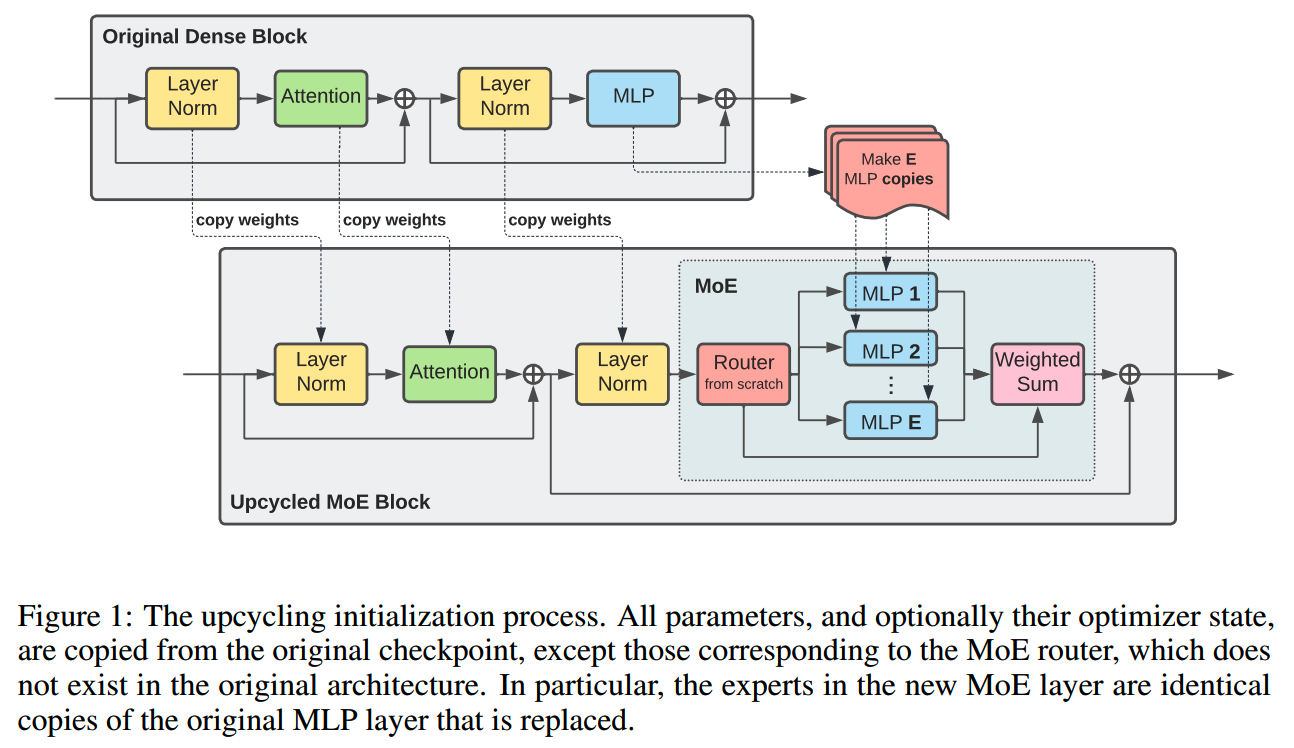 Original Dense Block
Layer
Norm
Attention
Layer
Norm
MLP
Make E
MLP copies
copy weights
copy weights
copy weights
MoE
MLP 1
MLP 2
⋮
MLP E
Layer
Norm
Attention
Layer
Norm
Router
from scratch
Weighted
Sum
Upcycled MoE Block
Figure 1: The upcycling initialization process. All parameters, and optionally their optimizer state,
are copied from the original checkpoint, except those corresponding to the MoE router, which does
not exist in the original architecture. In particular, the experts in the new MoE layer are identical
copies of the original MLP layer that is replaced.